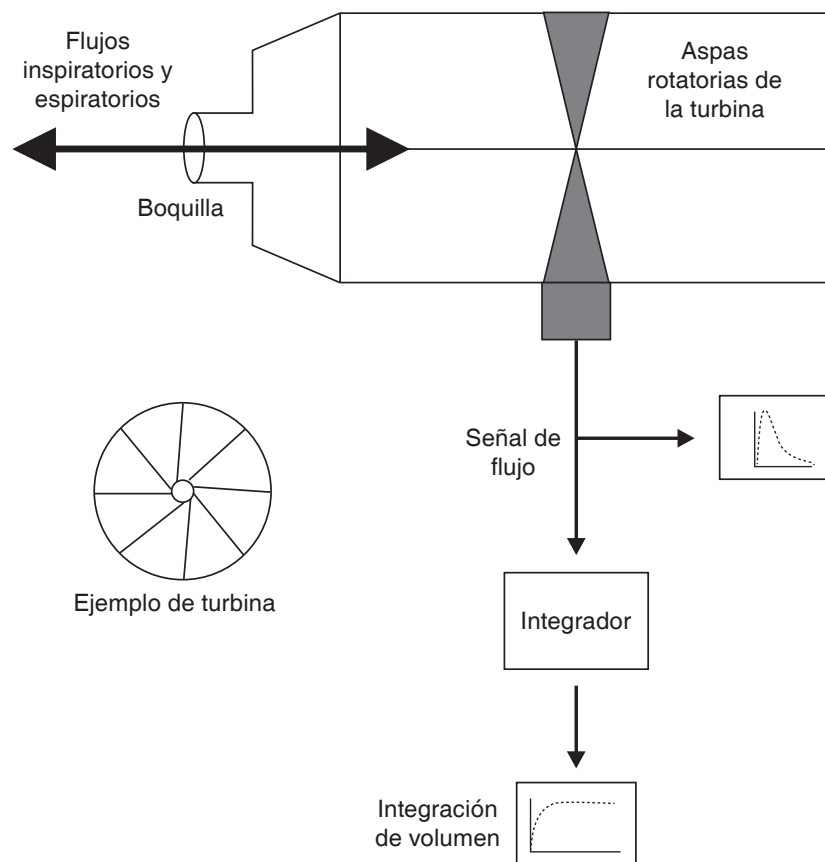 Flujos
inspiratorios y
espiratorios
Aspas
rotatorias de
la turbina
Boquilla
Señal de
flujo
Ejemplo de turbina
Integrador
Integración
de volumen